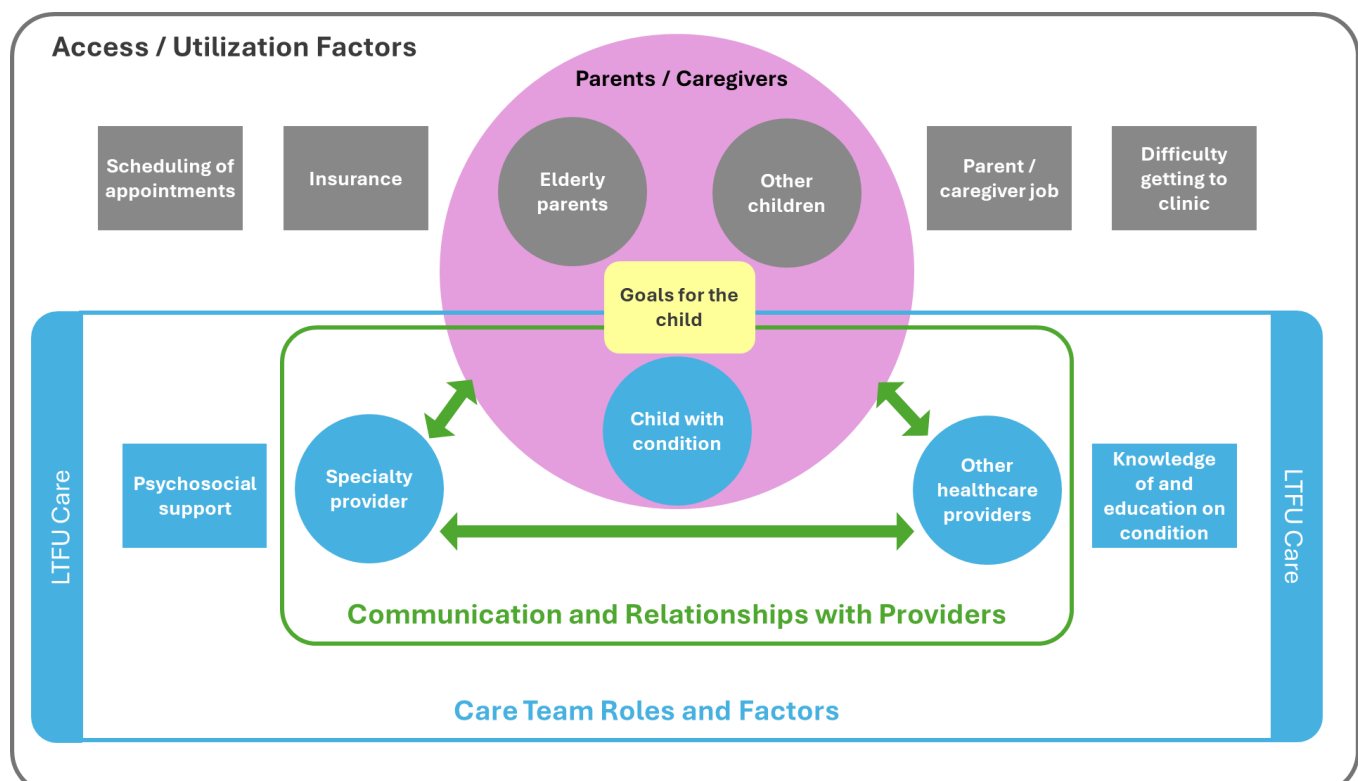 Access / Utilization Factors
Parents / Caregivers
Scheduling of
appointments
Insurance
Elderly
parents
Other
children
Parent /
caregiver job
Difficulty
getting to
clinic
Goals for the
child
LTFU Care
Psychosocial
support
Specialty
provider
Child with
condition
Other
healthcare
providers
Knowledge
of and
education on
condition
LTFU Care
Communication and Relationships with Providers
Care Team Roles and Factors